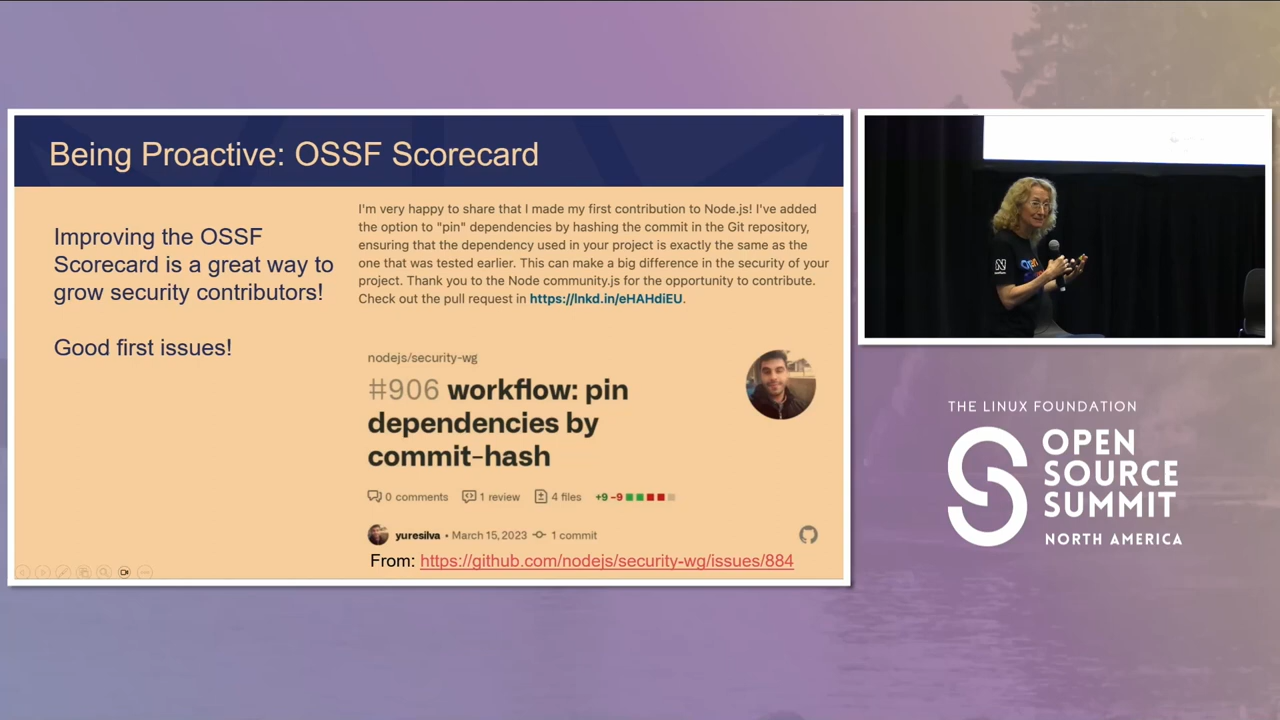 Being Proactive: OSSF Scorecard
Improving the OSSF
Scorecard is a great way to
grow security contributors!
Good first issues!
I'm very happy to share that I made my first contribution to Node.js! I've added
the option to "pin" dependencies by hashing the commit in the Git repository,
ensuring that the dependency used in your project is exactly the same as the
one that was tested earlier. This can make a big difference in the security of your
project. Thank you to the Node community.js for the opportunity to contribute.
Check out the pull request in https://lnkd.in/eHAHdiEU.
nodejs/security-wg
#906 workflow: pin
dependencies by
commit-hash
0 comments 1 review 4 files +9 −9
yuresilva • March 15, 2023 1 commit
From: https://github.com/nodejs/security-wg/issues/884
THE LINUX FOUNDATION
OPEN
SOURCE
SUMMIT
NORTH AMERICA